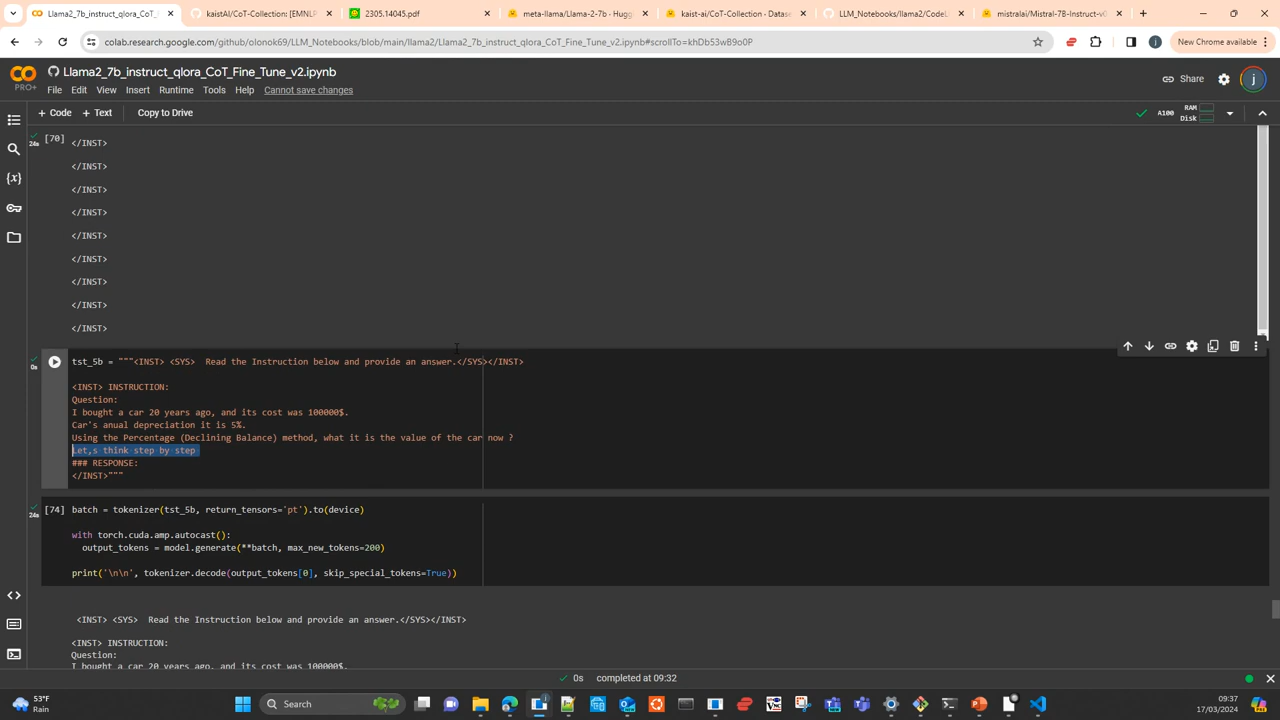 Llama2_7b_instruct_qlora_CoT_F
kaistAI/CoT-Collection: [EMNLP
2305.14045.pdf
meta-llama/Llama-2-7b · Hugg
kaist-ai/CoT-Collection · Datase
LLM_Notebooks/llama2/CodeL
mistralai/Mistral-7B-Instruct-v0
colab.research.google.com/github/olonok69/LLM_Notebooks/blob/main/llama2/Llama2_7b_instruct_qlora_CoT_Fine_Tune_v2.ipynb#scrollTo=khDb53wB9o0P
New Chrome available
CO
PRO+
Llama2_7b_instruct_qlora_CoT_Fine_Tune_v2.ipynb
File Edit View Insert Runtime Tools Help Cannot save changes
Share
j
+ Code + Text Copy to Drive
A100 RAM
Disk
[70] </INST>
24s
</INST>
</INST>
</INST>
</INST>
</INST>
</INST>
</INST>
</INST>
0s
tst_5b = """<INST> <SYS>  Read the Instruction below and provide an answer.</SYS></INST>
<INST> INSTRUCTION:
Question:
I bought a car 20 years ago, and its cost was 100000$.
Car's anual depreciation it is 5%.
Using the Percentage (Declining Balance) method, what it is the value of the car now ?
Let,s think step by step
### RESPONSE:
</INST>"""
[74] batch = tokenizer(tst_5b, return_tensors='pt').to(device)
24s
with torch.cuda.amp.autocast():
output_tokens = model.generate(**batch, max_new_tokens=200)
print('\n\n', tokenizer.decode(output_tokens[0], skip_special_tokens=True))
<INST> <SYS>  Read the Instruction below and provide an answer.</SYS></INST>
<INST> INSTRUCTION:
Question:
I bought a car 20 years ago, and its cost was 100000$.
0s completed at 09:32
53°F
Rain
Search
09:37
17/03/2024